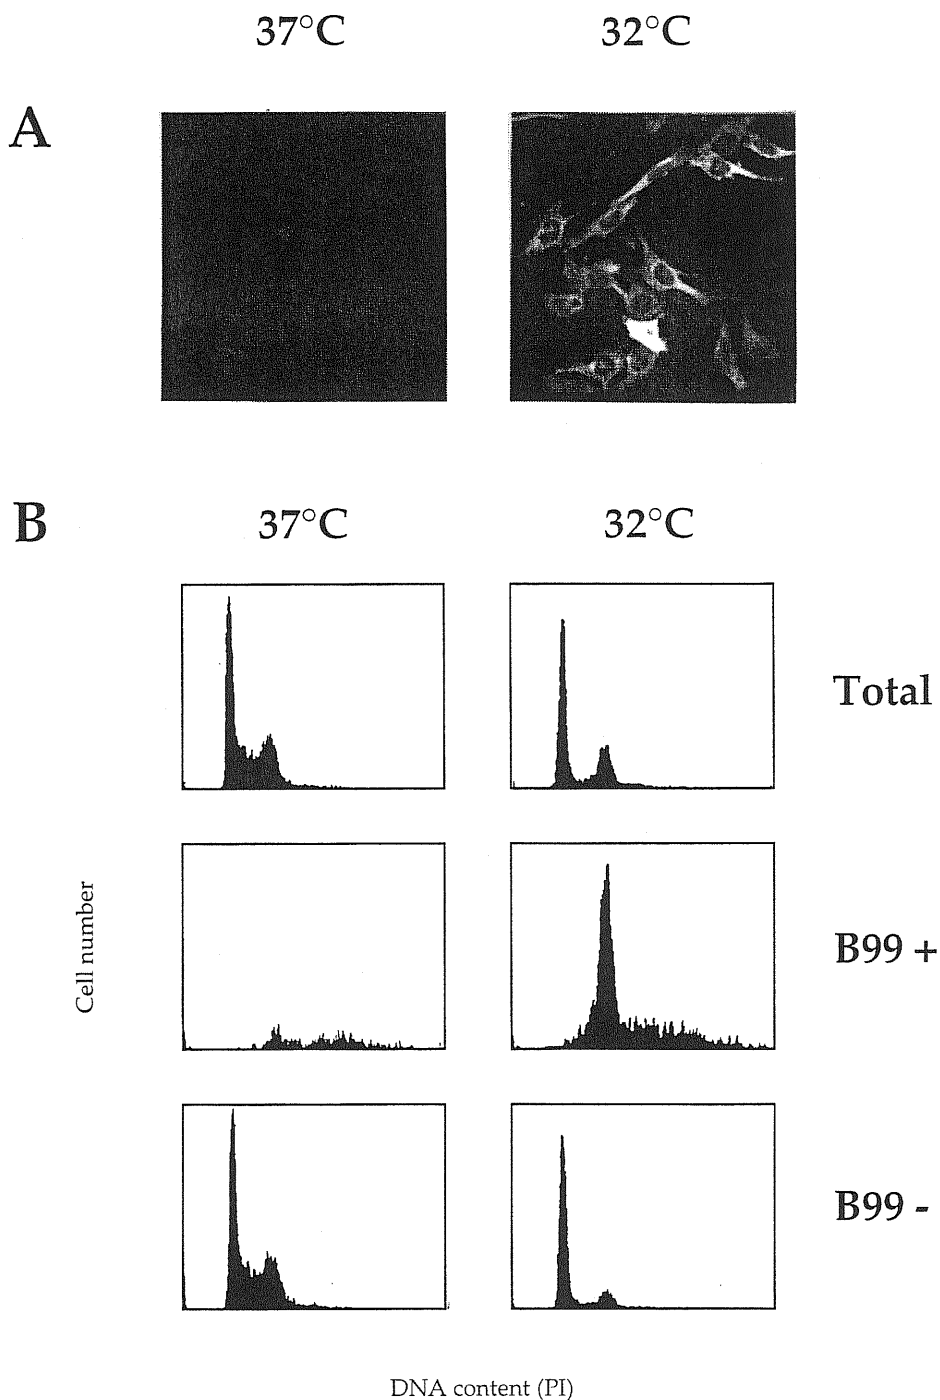 37°C 32°C
A
B
37°C 32°C
Total
B99 +
Cell number
B99 -
DNA content (PI)